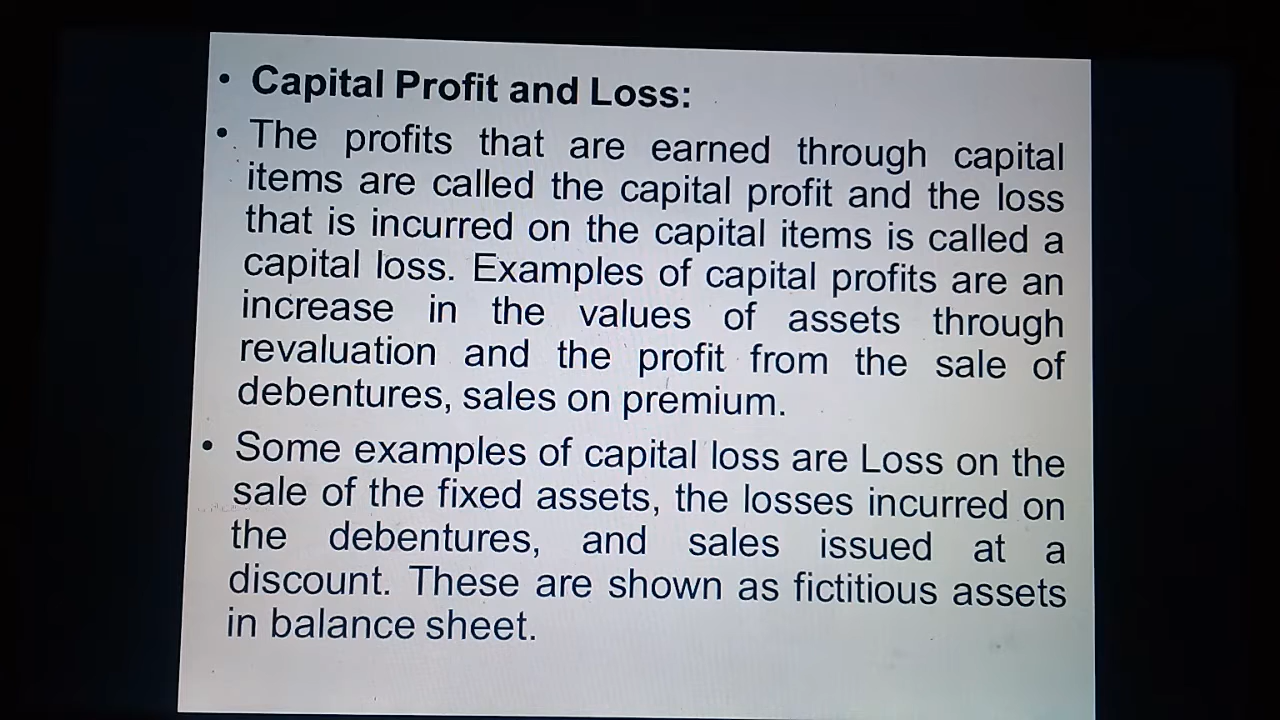 • Capital Profit and Loss:
• The profits that are earned through capital
items are called the capital profit and the loss
that is incurred on the capital items is called a
capital loss. Examples of capital profits are an
increase in the values of assets through
revaluation and the profit from the sale of
debentures, sales on premium.
• Some examples of capital loss are Loss on the
sale of the fixed assets, the losses incurred on
the debentures, and sales issued at a
discount. These are shown as fictitious assets
in balance sheet.